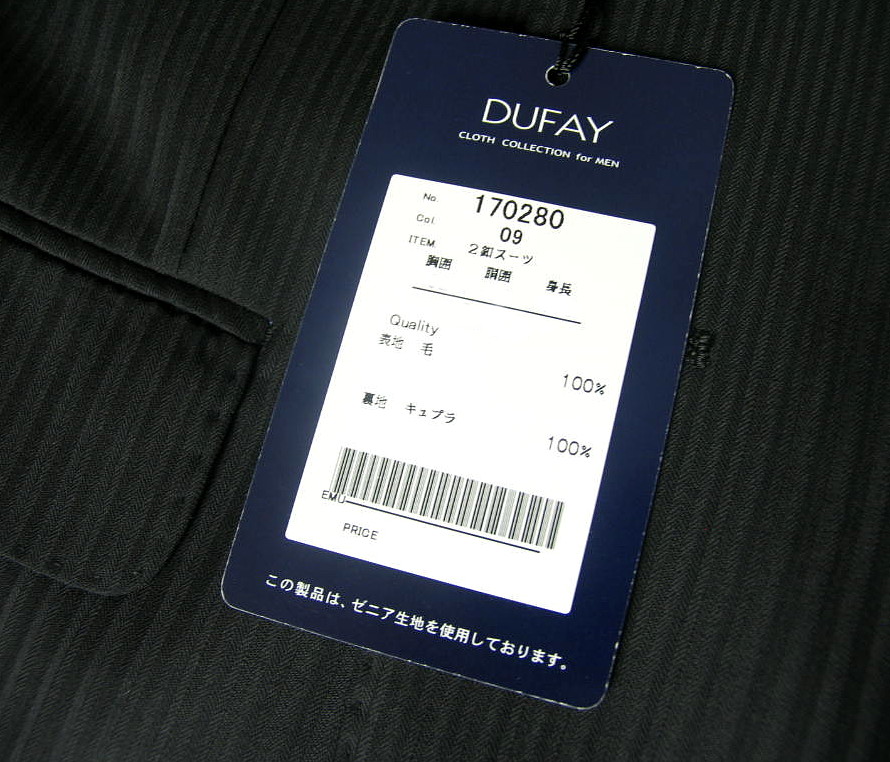 DUFAY
CLOTH COLLECTION for MEN
No. 170280
Col. 09
ITEM. 2釦スーツ
胸囲 胴囲 身長
Quality
表地 毛
100%
裏地 キュプラ
100%
EMU
PRICE
この製品は、ゼニア生地を使用しております。